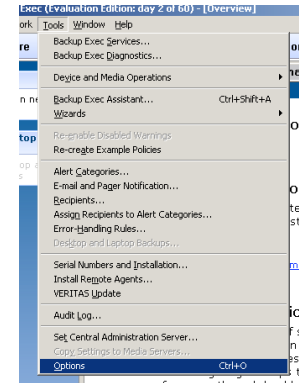 Exec (Evaluation Edition: day 2 of 60) - [Overview]
ork Tools Window Help
Backup Exec Services...
Backup Exec Diagnostics...
Device and Media Operations
Backup Exec Assistant... Ctrl+Shift+A
Wizards
Re-enable Disabled Warnings
Re-create Example Policies
Alert Categories...
E-mail and Pager Notification...
Recipients...
Assign Recipients to Alert Categories...
Error-Handling Rules...
Desktop and Laptop Backups...
Serial Numbers and Installation...
Install Remote Agents...
VERITAS Update
Audit Log...
Set Central Administration Server...
Copy Settings to Media Servers...
Options Ctrl+O